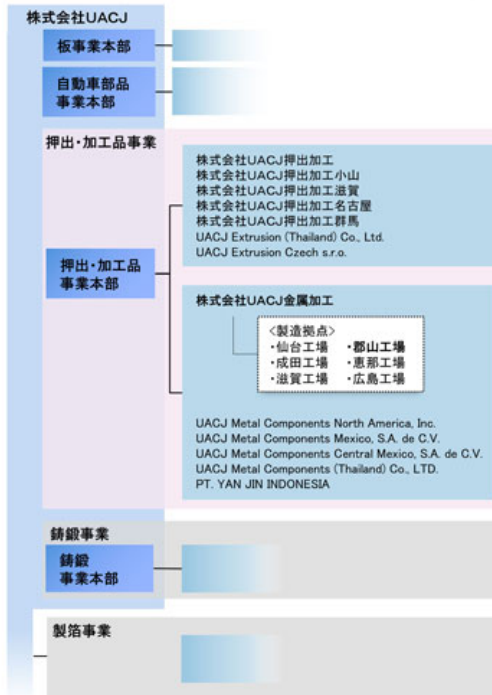 株式会社UACJ
板事業本部
自動車部品
事業本部
押出・加工品事業
株式会社UACJ押出加工
株式会社UACJ押出加工小山
株式会社UACJ押出加工滋賀
株式会社UACJ押出加工名古屋
株式会社UACJ押出加工群馬
UACJ Extrusion (Thailand) Co., Ltd.
UACJ Extrusion Czech s.r.o.
押出・加工品
事業本部
株式会社UACJ金属加工
<製造拠点>
・仙台工場 ・郡山工場
・成田工場 ・恵那工場
・滋賀工場 ・広島工場
UACJ Metal Components North America, Inc.
UACJ Metal Components Mexico, S.A. de C.V.
UACJ Metal Components Central Mexico, S.A. de C.V.
UACJ Metal Components (Thailand) Co., LTD.
PT. YAN JIN INDONESIA
鋳鍛事業
鋳鍛
事業本部
製箔事業